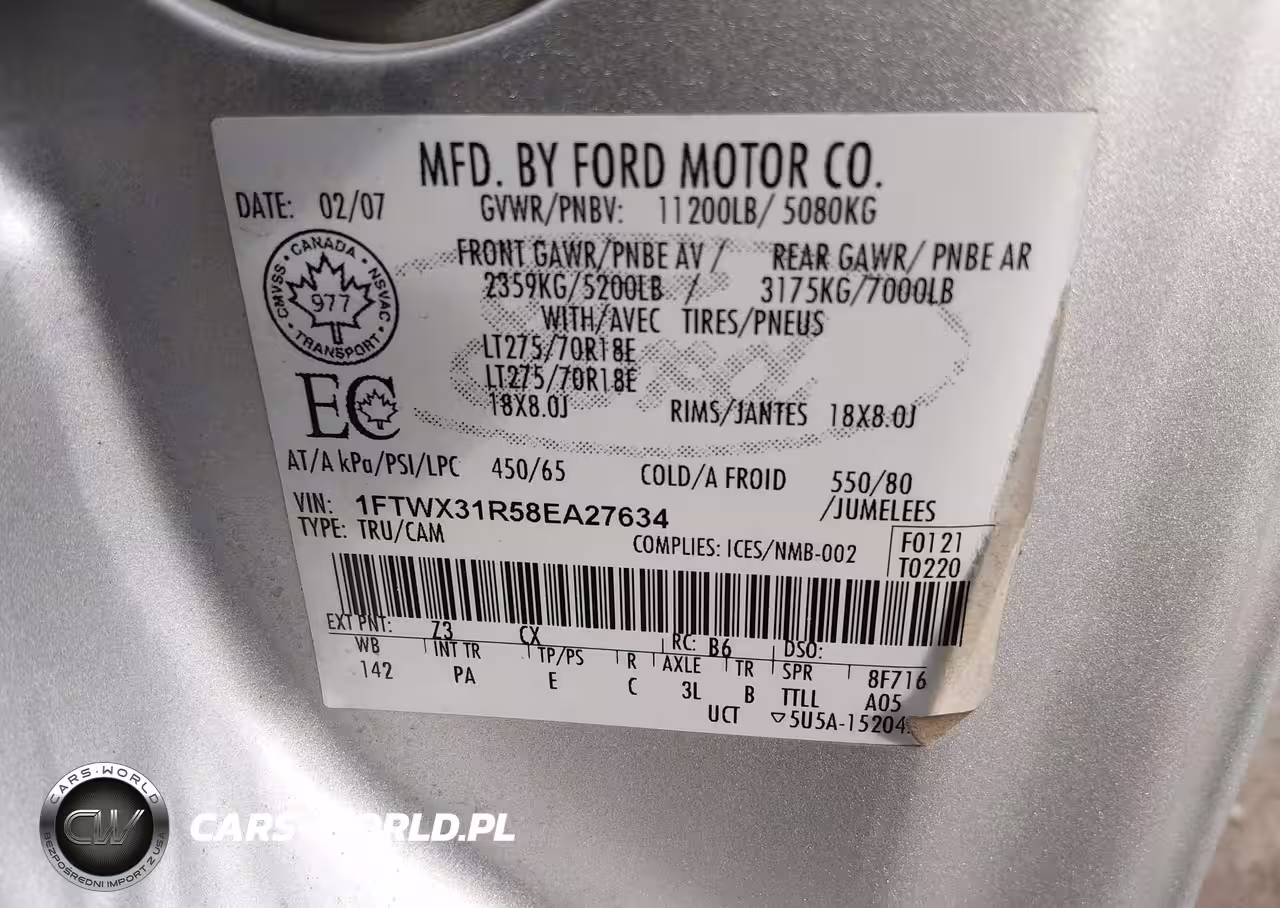 MFD. BY FORD MOTOR CO.
DATE: 02/07 GVWR/PNBV: 11200LB/ 5080KG
FRONT GAWR/PNBE AV / REAR GAWR/ PNBE AR
2359KG/5200LB / 3175KG/7000LB
WITH/AVEC TIRES/PNEUS
LT275/70R18E
LT275/70R18E
18X8.0J RIMS/JANTES 18X8.0J
CANADA
CMVSS 977 NSVAC
TRANSPORT
EC
AT/A kPa/PSI/LPC 450/65 COLD/A FROID 550/80
/JUMELEES
VIN: 1FTWX31R58EA27634
TYPE: TRU/CAM COMPLIES: ICES/NMB-002
F0121
T0220
EXT PNT: Z3 CX RC: B6 DSO:
WB INT TR TP/PS R AXLE TR SPR 8F716
142 PA E C 3L B TTLL A05
UCT ▽5U5A-15204
CARS-WORLD
CW
BEZPOŚREDNI IMPORT Z USA
CARS-WORLD.PL